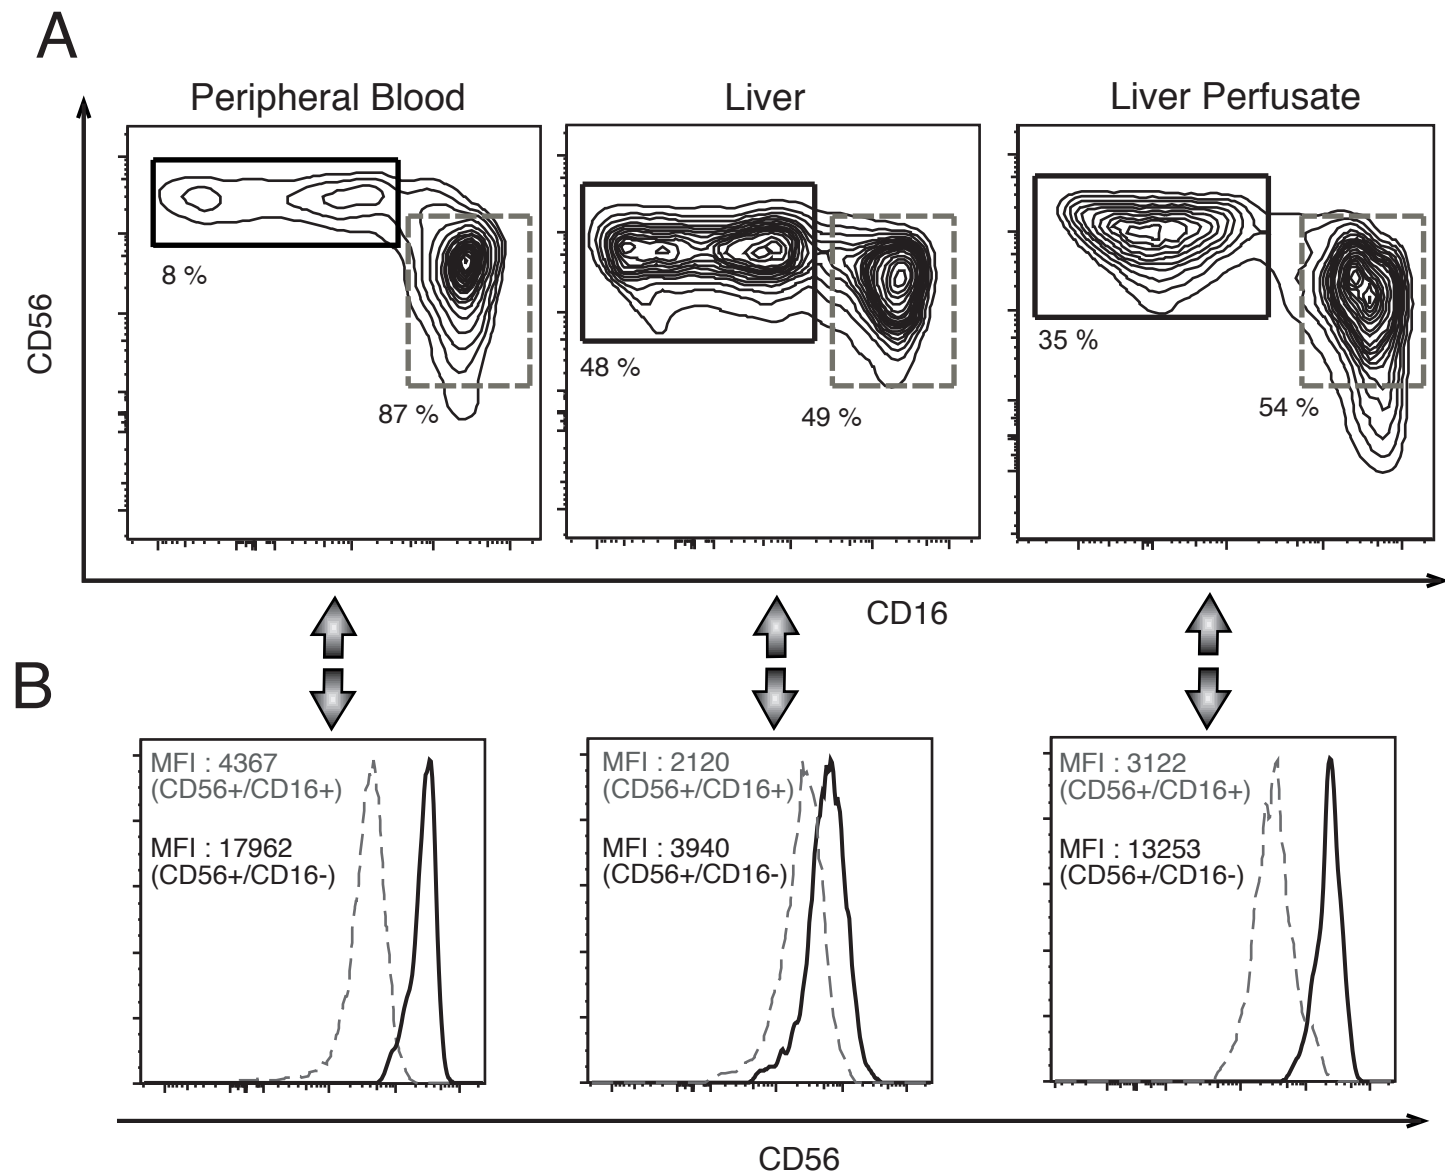 A
Peripheral Blood
Liver
Liver Perfusate
CD56
8 %
87 %
48 %
49 %
35 %
54 %
CD16
B
MFI : 4367
(CD56+/CD16+)
MFI : 17962
(CD56+/CD16-)
MFI : 2120
(CD56+/CD16+)
MFI : 3940
(CD56+/CD16-)
MFI : 3122
(CD56+/CD16+)
MFI : 13253
(CD56+/CD16-)
CD56